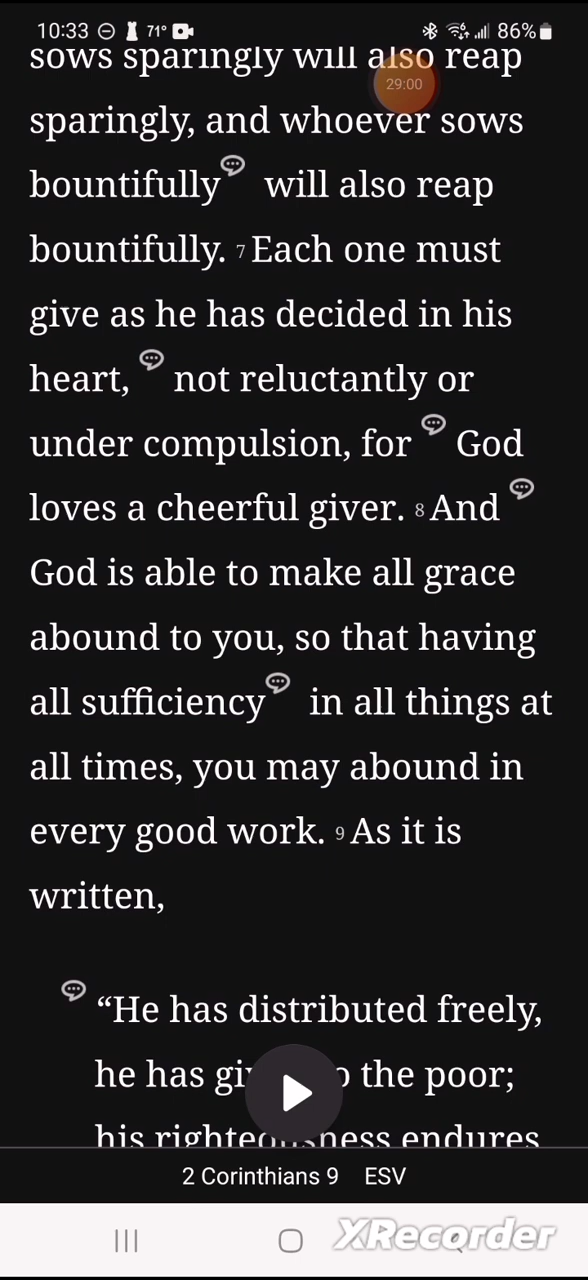 10:33 71° 86%
sows sparingly will also reap
29:00
sparingly, and whoever sows
bountifully will also reap
bountifully. 7 Each one must
give as he has decided in his
heart, not reluctantly or
under compulsion, for God
loves a cheerful giver. 8 And
God is able to make all grace
abound to you, so that having
all sufficiency in all things at
all times, you may abound in
every good work. 9 As it is
written,
“He has distributed freely,
he has the poor;
his righteousness endures
2 Corinthians 9 ESV
XRecorder